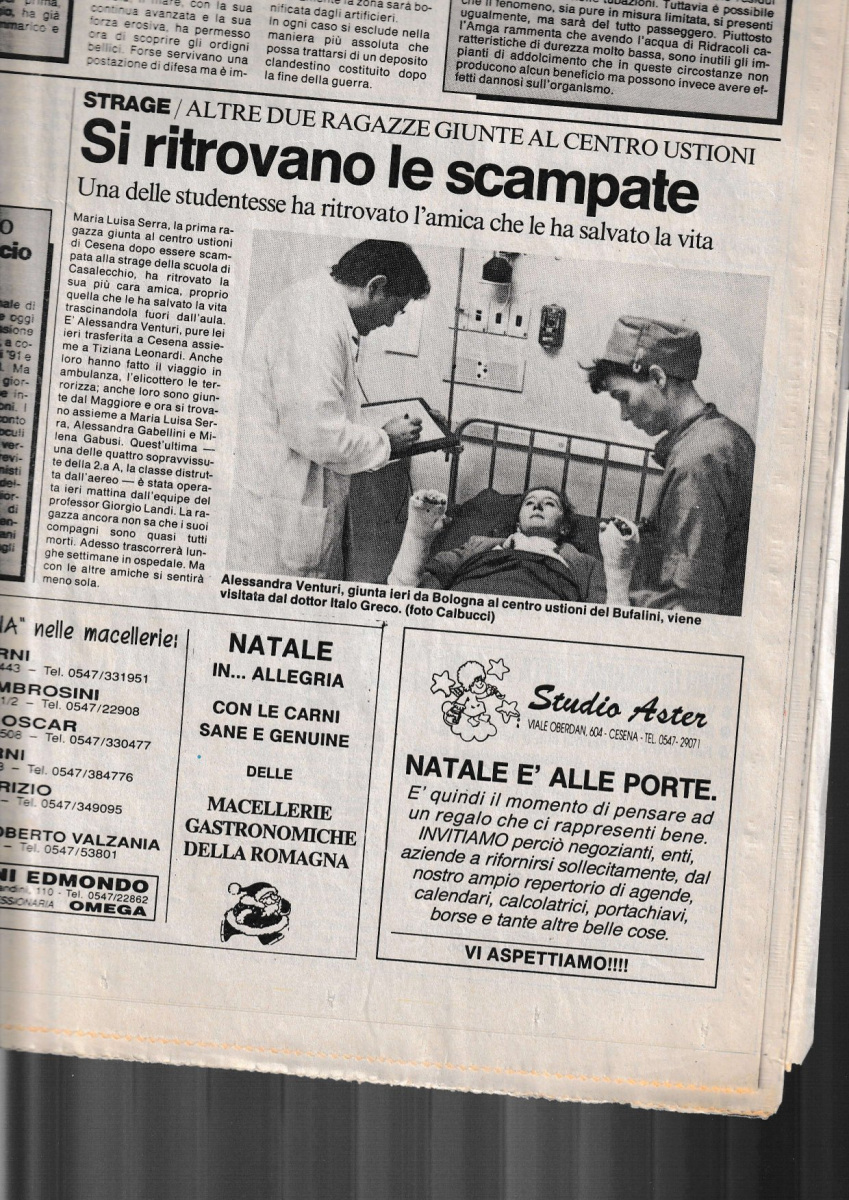 continua avanzata e la sua
forza erosiva, ha permesso
ora di scoprire gli ordigni
bellici. Forse servivano una
postazione di difesa ma è im-
nificata dagli artificieri.
in ogni caso si esclude nella
maniera più assoluta che
possa trattarsi di un deposito
clandestino costituito dopo
la fine della guerra.
che il fenomeno, sia pure in misura limitata, si presenti
ugualmente, ma sarà del tutto passeggero. Piuttosto
l'Amga rammenta che avendo l'acqua di Ridracoli ca-
ratteristiche di durezza molto bassa, sono inutili gli im-
pianti di addolcimento che in queste circostanze non
producono alcun beneficio ma possono invece avere ef-
fetti dannosi sull'organismo.
STRAGE / ALTRE DUE RAGAZZE GIUNTE AL CENTRO USTIONI
Si ritrovano le scampate
Una delle studentesse ha ritrovato l'amica che le ha salvato la vita
Maria Luisa Serra, la prima ra-
gazza giunta al centro ustioni
di Cesena dopo essere scam-
pata alla strage della scuola di
Casalecchio, ha ritrovato la
sua più cara amica, proprio
quella che le ha salvato la vita
trascinandola fuori dall'aula.
E' Alessandra Venturi, pure lei
ieri trasferita a Cesena assie-
me a Tiziana Leonardi. Anche
loro hanno fatto il viaggio in
ambulanza, l'elicottero le ter-
rorizza; anche loro sono giun-
te dal Maggiore e ora si trova-
no assieme a Maria Luisa Ser-
ra, Alessandra Gabellini e Mi-
lena Gabusi. Quest'ultima —
una delle quattro sopravvissu-
te della 2.a A, la classe distrut-
ta dall'aereo — è stata opera-
ta ieri mattina dall'equipe del
professor Giorgio Landi. La ra-
gazza ancora non sa che i suoi
compagni sono quasi tutti
morti. Adesso trascorrerà lun-
ghe settimane in ospedale. Ma
con le altre amiche si sentirà
meno sola.
Alessandra Venturi, giunta ieri da Bologna al centro ustioni del Bufalini, viene
visitata dal dottor Italo Greco. (foto Calbucci)
nelle macellerie:
443 – Tel. 0547/331951
MBROSINI
1/2 – Tel. 0547/22908
OSCAR
508 – Tel. 0547/330477
RNI
– Tel. 0547/384776
RIZIO
– Tel. 0547/349095
OBERTO VALZANIA
– Tel. 0547/53801
NI EDMONDO
110 - Tel. 0547/22862
ESSIONARIA OMEGA
NATALE
IN... ALLEGRIA
CON LE CARNI
SANE E GENUINE
DELLE
MACELLERIE
GASTRONOMICHE
DELLA ROMAGNA
Studio Aster
VIALE OBERDAN, 604 - CESENA - TEL. 0547- 29071
NATALE E' ALLE PORTE.
E' quindi il momento di pensare ad
un regalo che ci rappresenti bene.
INVITIAMO perciò negozianti, enti,
aziende a rifornirsi sollecitamente, dal
nostro ampio repertorio di agende,
calendari, calcolatrici, portachiavi,
borse e tante altre belle cose.
VI ASPETTIAMO!!!!